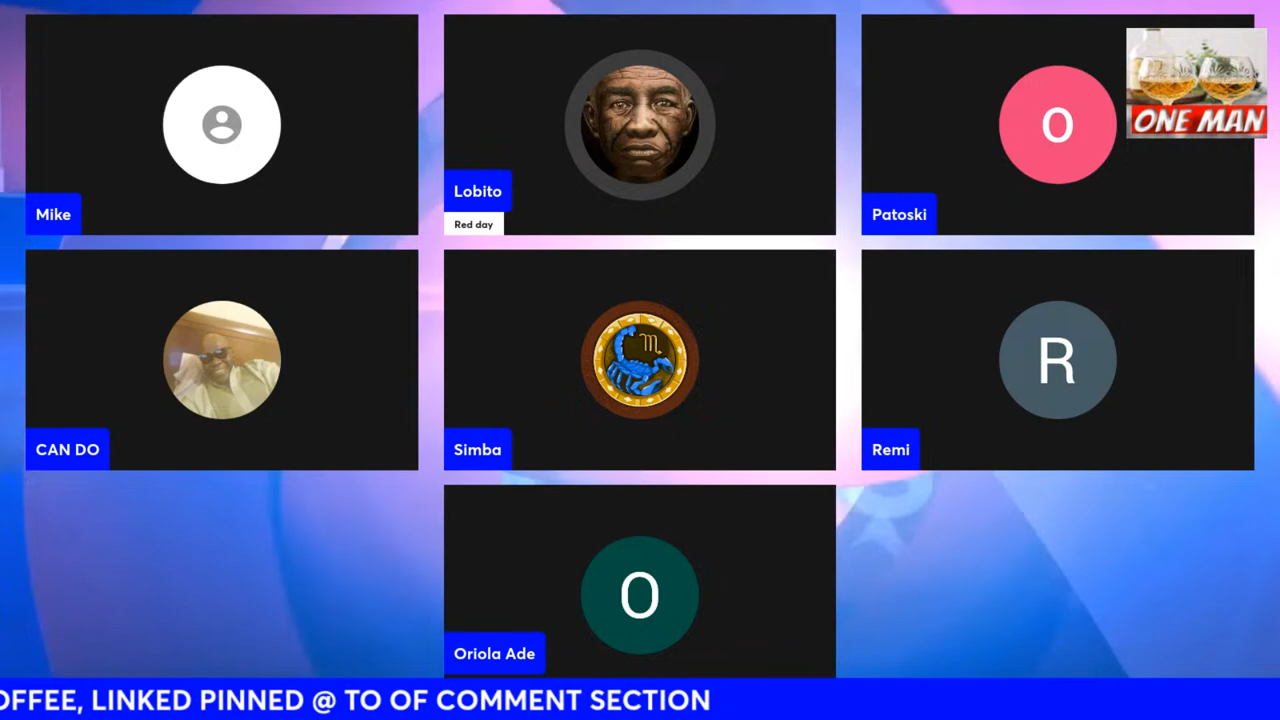 Mike
Lobito
Red day
O
Patoski
ONE MAN
CAN DO
♏
Simba
R
Remi
O
Oriola Ade
OFFEE, LINKED PINNED @ TO OF COMMENT SECTION